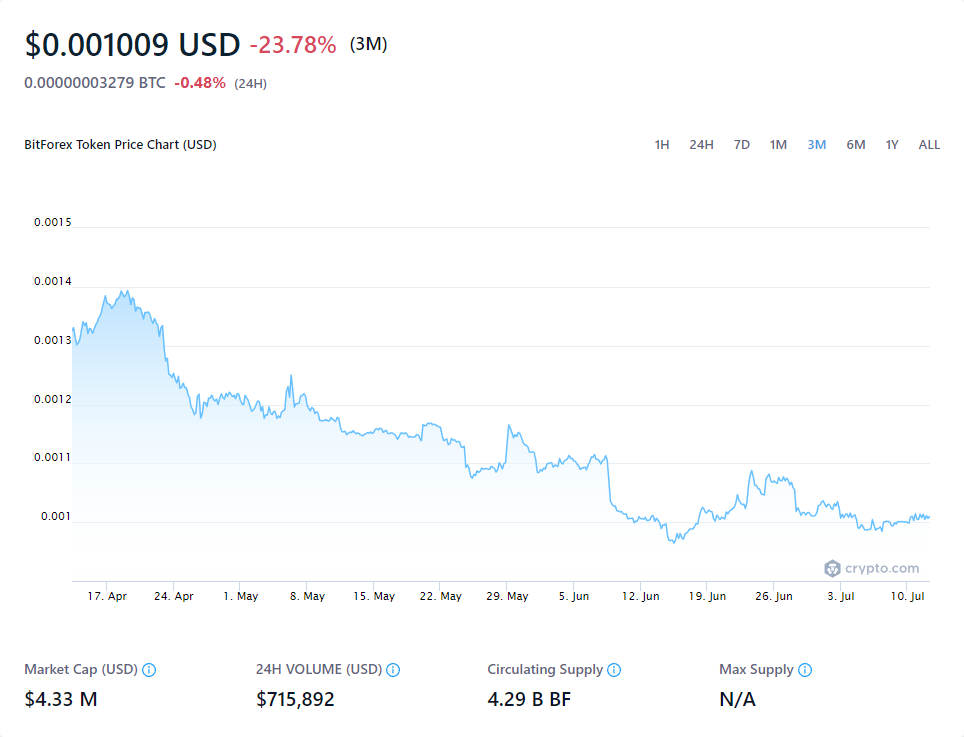 $0.001009 USD -23.78% (3M)
0.00000003279 BTC -0.48% (24H)
BitForex Token Price Chart (USD) 1H 24H 7D 1M 3M 6M 1Y ALL
0.0015
0.0014
0.0013
0.0012
0.0011
0.001
crypto.com
17. Apr 24. Apr 1. May 8. May 15. May 22. May 29. May 5. Jun 12. Jun 19. Jun 26. Jun 3. Jul 10. Jul
Market Cap (USD) 24H VOLUME (USD) Circulating Supply Max Supply
$4.33 M $715,892 4.29 B BF N/A